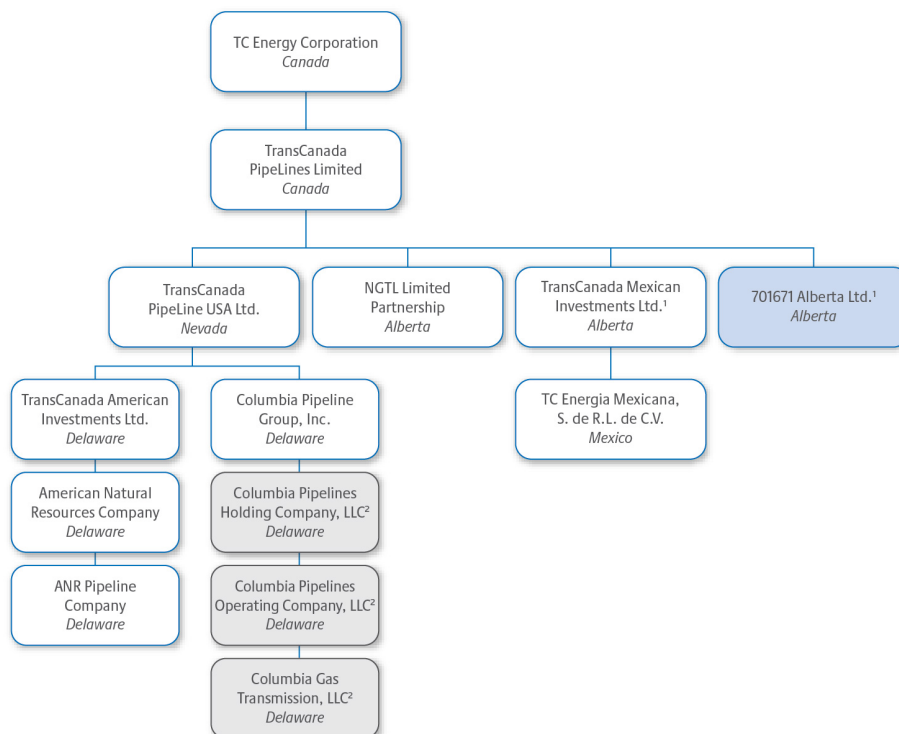 TC Energy Corporation
Canada
TransCanada
PipeLines Limited
Canada
TransCanada
PipeLine USA Ltd.
Nevada
NGTL Limited
Partnership
Alberta
TransCanada Mexican
Investments Ltd.¹
Alberta
701671 Alberta Ltd.¹
Alberta
TransCanada American
Investments Ltd.
Delaware
Columbia Pipeline
Group, Inc.
Delaware
TC Energia Mexicana,
S. de R.L. de C.V.
Mexico
American Natural
Resources Company
Delaware
Columbia Pipelines
Holding Company, LLC²
Delaware
ANR Pipeline
Company
Delaware
Columbia Pipelines
Operating Company, LLC²
Delaware
Columbia Gas
Transmission, LLC²
Delaware